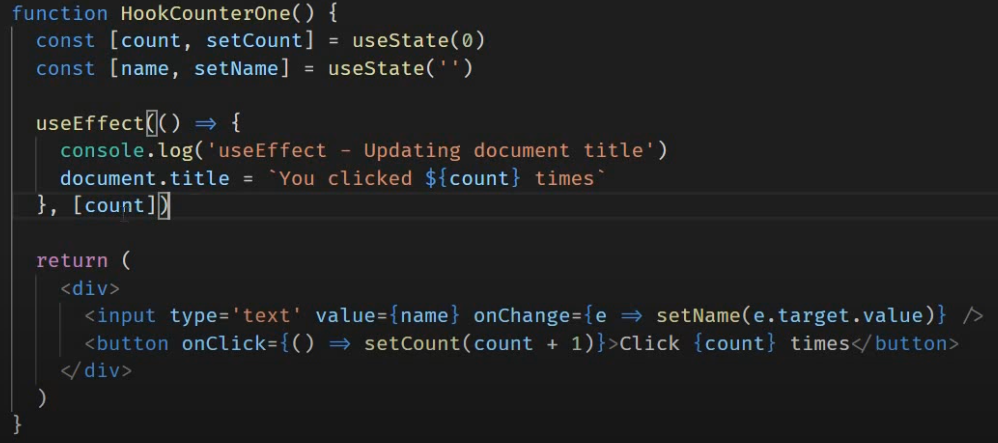 function HookCounterOne() {
const [count, setCount] = useState(0)
const [name, setName] = useState('')
useEffect(() => {
console.log('useEffect - Updating document title')
document.title = `You clicked ${count} times`
}, [count])
return (
<div>
<input type='text' value={name} onChange={e => setName(e.target.value)} />
<button onClick={() => setCount(count + 1)}>Click {count} times</button>
</div>
)
}